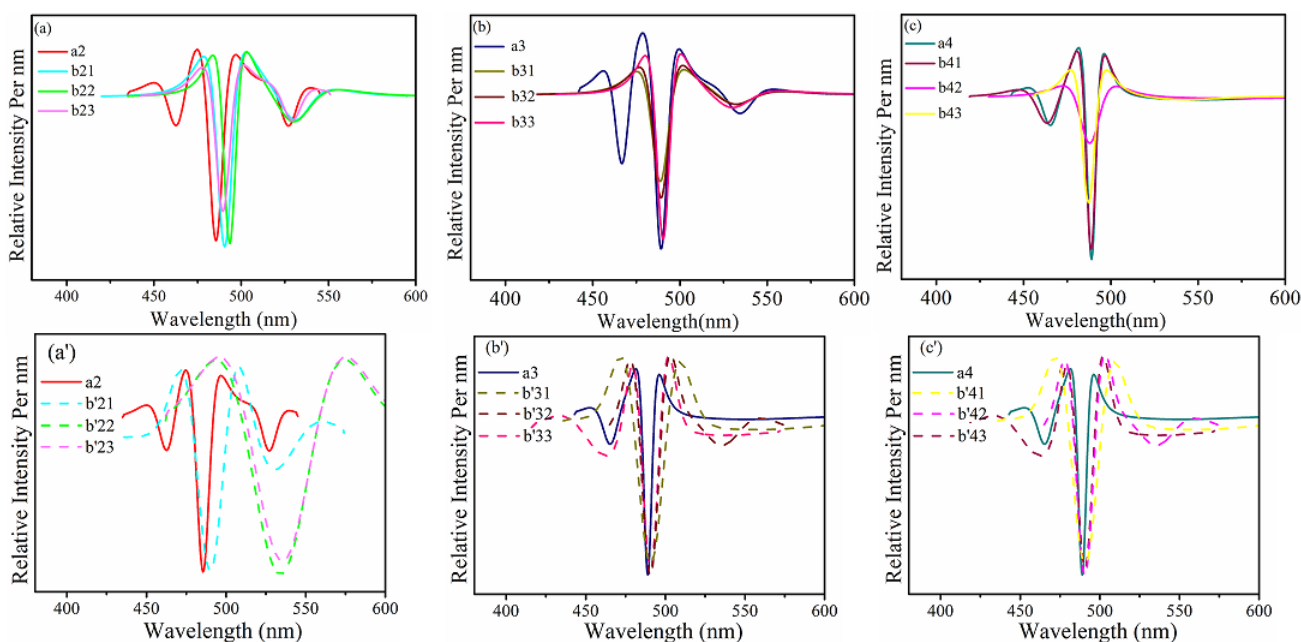 (a)
a2
b21
b22
b23
Relative Intensity Per nm
400 450 500 550 600
Wavelength (nm)
(b)
a3
b31
b32
b33
Relative Intensity Per nm
400 450 500 550 600
Wavelength(nm)
(c)
a4
b41
b42
b43
Relative Intensity Per nm
400 450 500 550 600
Wavelength(nm)
(a')
a2
b'21
b'22
b'23
Relative Intensity Per nm
400 450 500 550 600
Wavelength (nm)
(b')
a3
b'31
b'32
b'33
Relative Intensity Per nm
400 450 500 550 600
Wavelength (nm)
(c')
a4
b'41
b'42
b'43
Relative Intensity Per nm
400 450 500 550 600
Wavelength (nm)